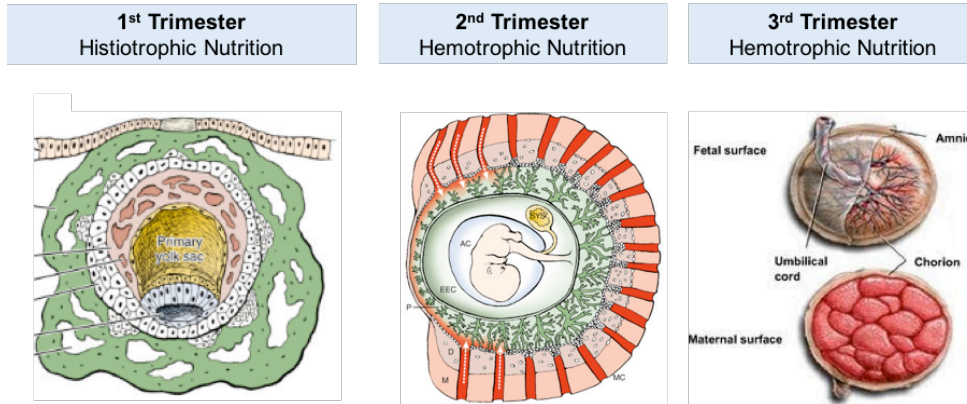 1st Trimester
Histiotrophic Nutrition
2nd Trimester
Hemotrophic Nutrition
3rd Trimester
Hemotrophic Nutrition
Primary
yolk sac
SYS
AC
EEC
P
D
M
MC
Fetal surface
Amnio
Umbilical
cord
Chorion
Maternal surface